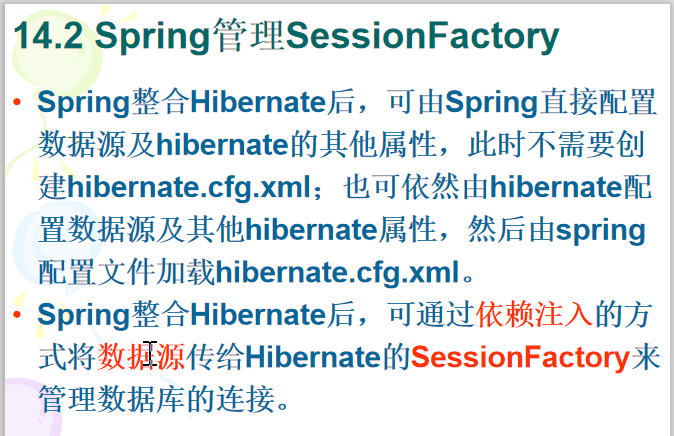 14.2 Spring管理SessionFactory
• Spring整合Hibernate后，可由Spring直接配置
数据源及hibernate的其他属性，此时不需要创
建hibernate.cfg.xml；也可依然由hibernate配
置数据源及其他hibernate属性，然后由spring
配置文件加载hibernate.cfg.xml。
• Spring整合Hibernate后，可通过依赖注入的方
式将数据源传给Hibernate的SessionFactory来
管理数据库的连接。